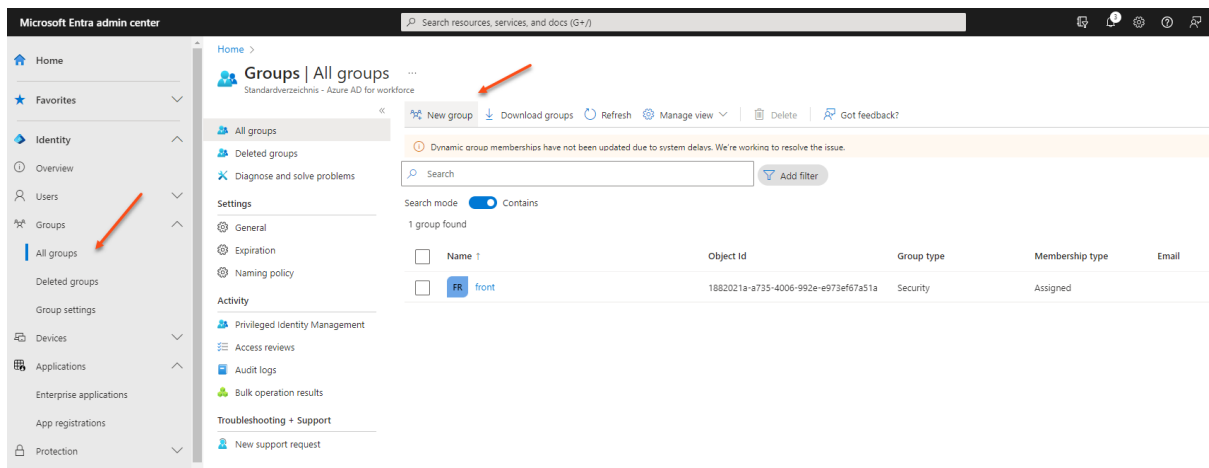 Microsoft Entra admin center
Search resources, services, and docs (G+/)
3
Home
Favorites
Identity
Overview
Users
Groups
All groups
Deleted groups
Group settings
Devices
Applications
Enterprise applications
App registrations
Protection
Home >
Groups | All groups ...
Standardverzeichnis - Azure AD for workforce
«
All groups
Deleted groups
Diagnose and solve problems
Settings
General
Expiration
Naming policy
Activity
Privileged Identity Management
Access reviews
Audit logs
Bulk operation results
Troubleshooting + Support
New support request
New group Download groups Refresh Manage view Delete Got feedback?
Dynamic group memberships have not been updated due to system delays. We're working to resolve the issue.
Search Add filter
Search mode Contains
1 group found
Name ↑ Object Id Group type Membership type Email
FR front 1882021a-a735-4006-992e-e973ef67a51a Security Assigned